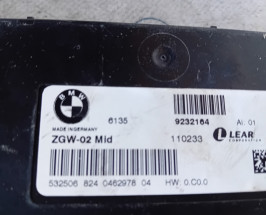 BMW
6135 9232164 AI. 01
MADE IN GERMANY
ZGW-02 Mid 110233 LEAR
532506 824 0462978 04 HW 0.C0.0